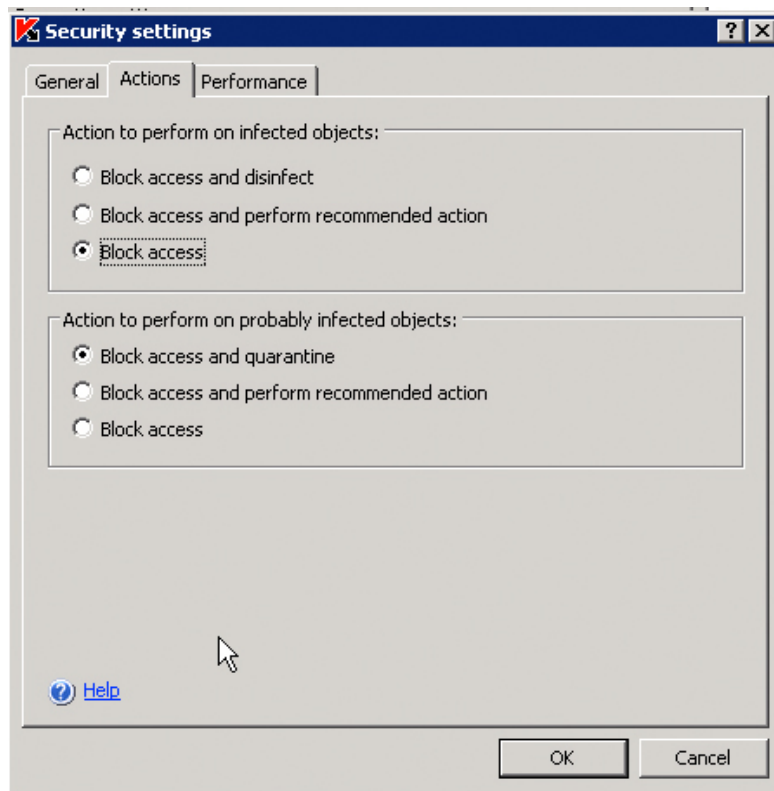 Security settings
General Actions Performance
Action to perform on infected objects:
Block access and disinfect
Block access and perform recommended action
Block access
Action to perform on probably infected objects:
Block access and quarantine
Block access and perform recommended action
Block access
Help
OK Cancel